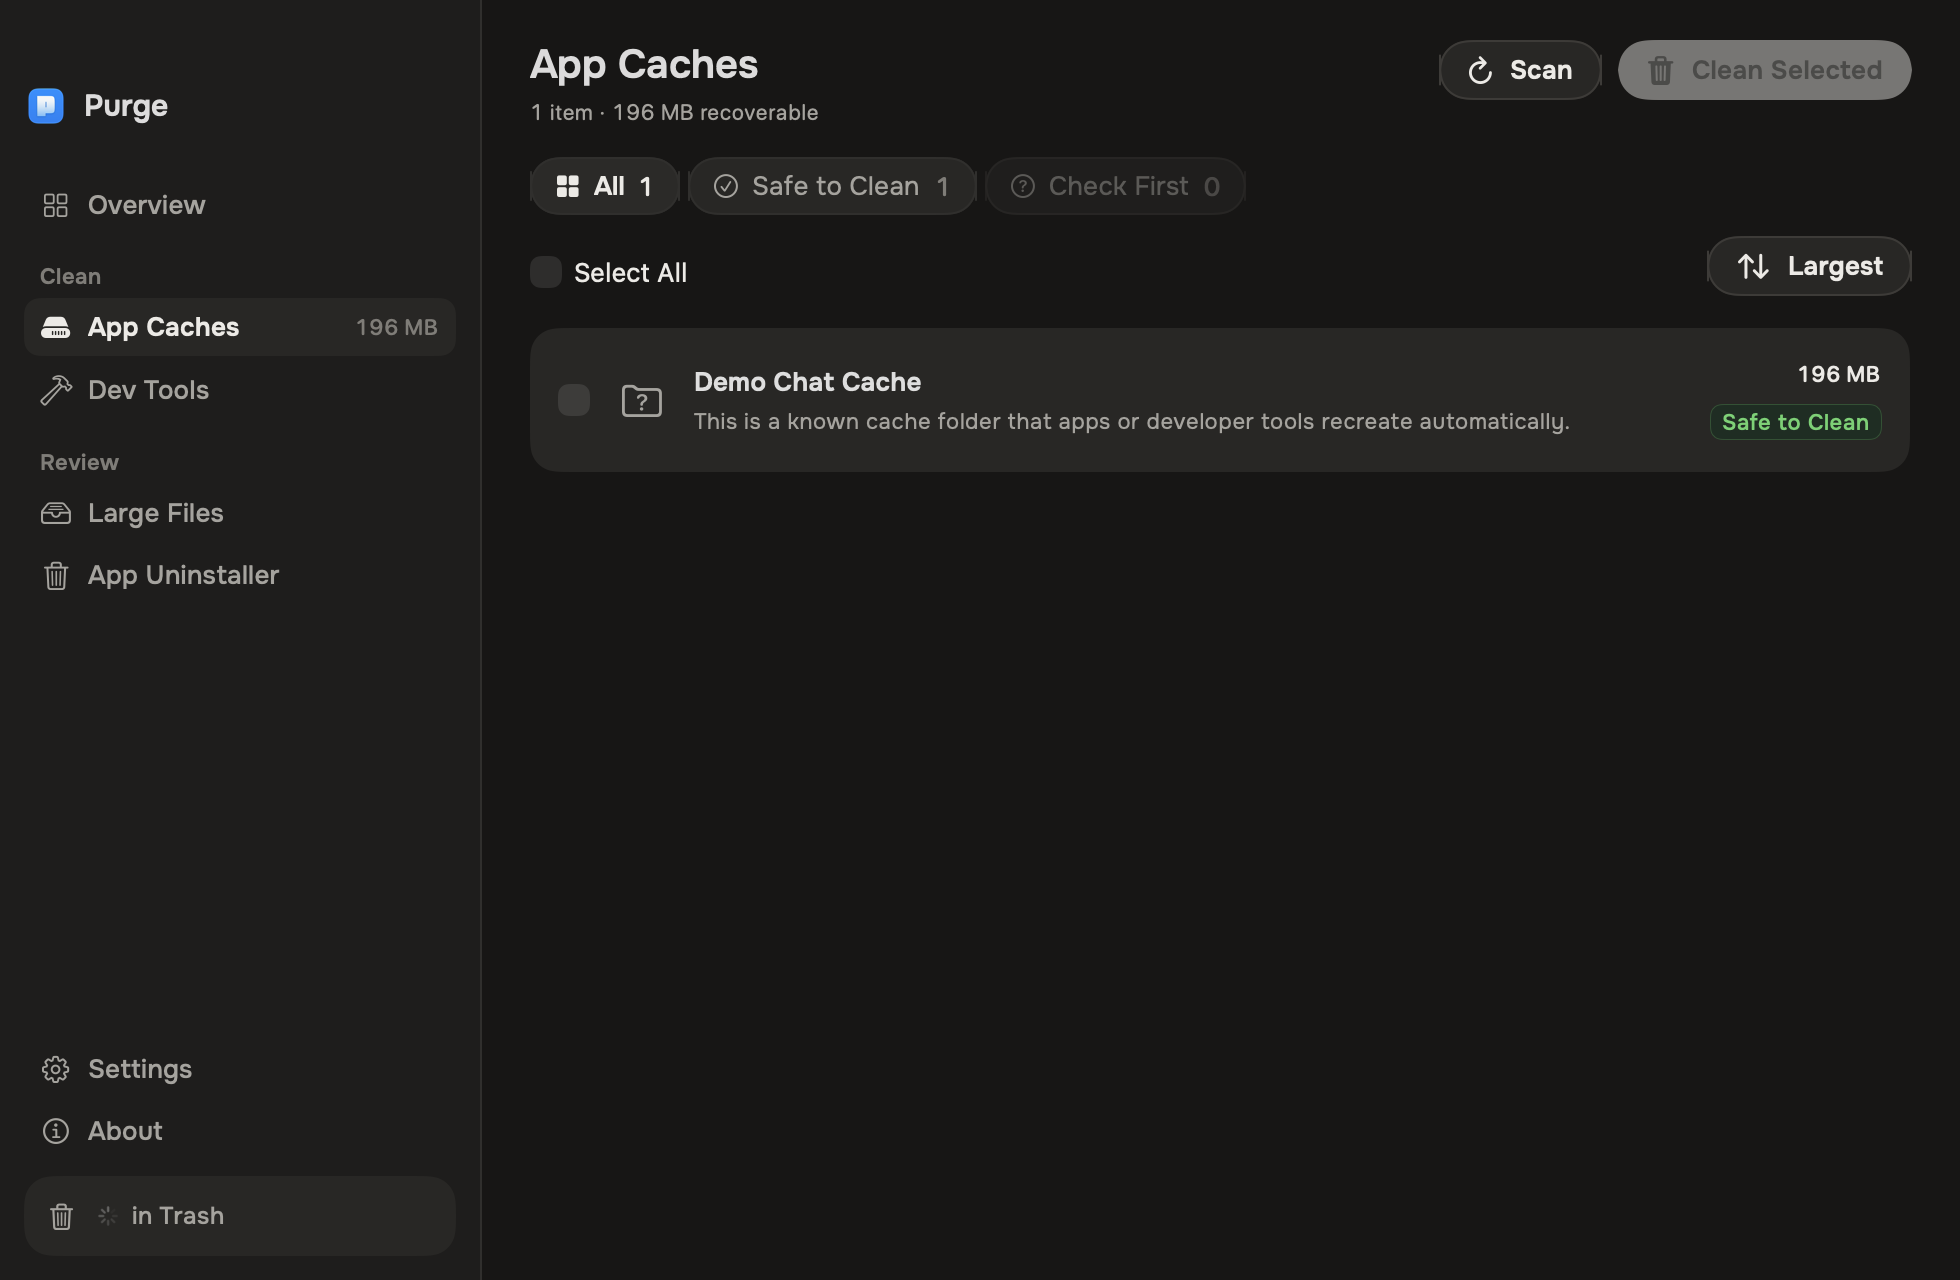 Purge
Overview
Clean
App Caches 196 MB
Dev Tools
Review
Large Files
App Uninstaller
Settings
About
in Trash
App Caches
1 item · 196 MB recoverable
Scan
Clean Selected
All 1
Safe to Clean 1
Check First 0
Select All
Largest
Demo Chat Cache
This is a known cache folder that apps or developer tools recreate automatically.
196 MB
Safe to Clean